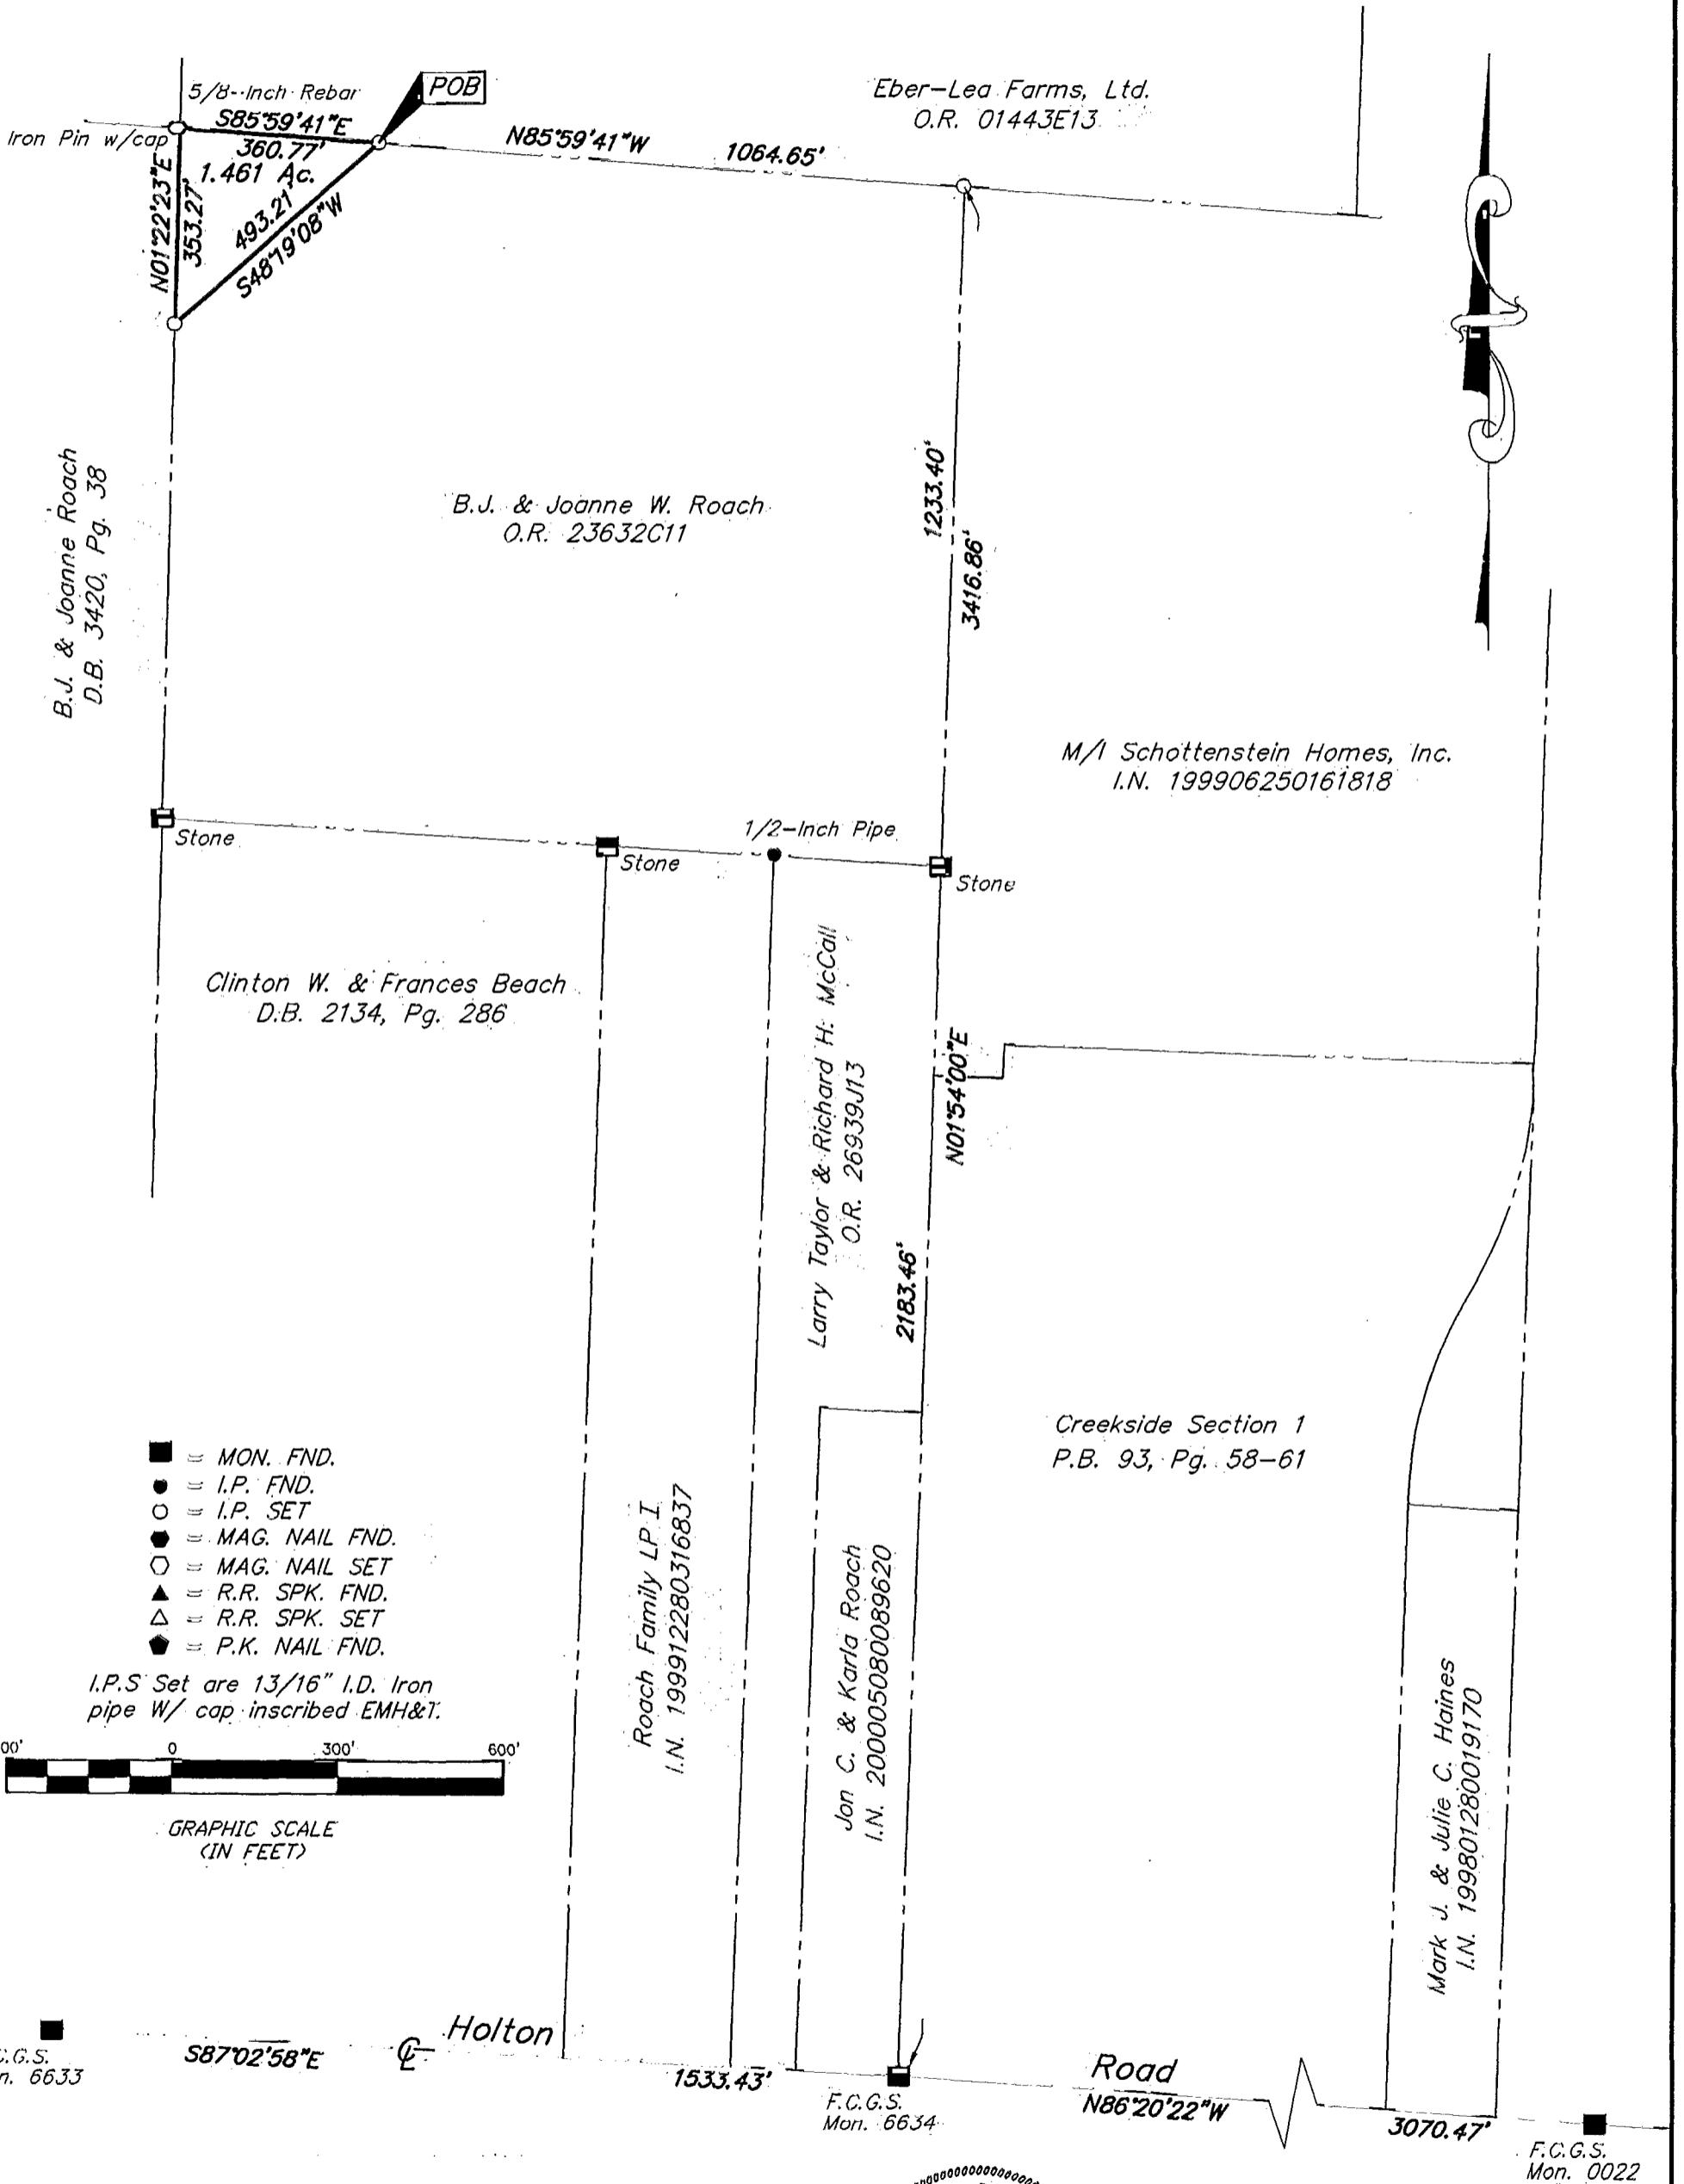 5/8-Inch Rebar
POB
Eber-Lea Farms, Ltd.
O.R. 01443E13
Iron Pin w/cap
S85°59'41"E
360.77'
1.461 Ac.
N85°59'41"W
1064.65'
N01°22'23"E
353.27'
493.21'
S48°19'08"W
B.J. & Joanne Roach
D.B. 3420, Pg. 38
B.J. & Joanne W. Roach
O.R. 23632C11
1233.40'
3416.86'
M/I Schottenstein Homes, Inc.
I.N. 199906250161818
Stone
Stone
1/2-Inch Pipe
Stone
Clinton W. & Frances Beach
D.B. 2134, Pg. 286
Larry Taylor & Richard H. McCall
O.R. 26939J13
N01°54'00"E
2183.46'
Creekside Section 1
P.B. 93, Pg. 58-61
= MON. FND.
= I.P. FND.
= I.P. SET
= MAG. NAIL FND.
= MAG. NAIL SET
= R.R. SPK. FND.
= R.R. SPK. SET
= P.K. NAIL FND.
I.P.S Set are 13/16" I.D. Iron
pipe W/ cap inscribed EMH&T.
00' 0 300' 600'
GRAPHIC SCALE
(IN FEET)
Roach Family LP I
I.N. 199912280316837
Jon C. & Karla Roach
I.N. 200005080089620
Mark J. & Julie C. Haines
I.N. 199801280019170
Holton
Road
S87°02'58"E
1533.43'
N86°20'22"W
3070.47'
.G.S.
n. 6633
F.C.G.S.
Mon. 6634
F.C.G.S.
Mon. 0022